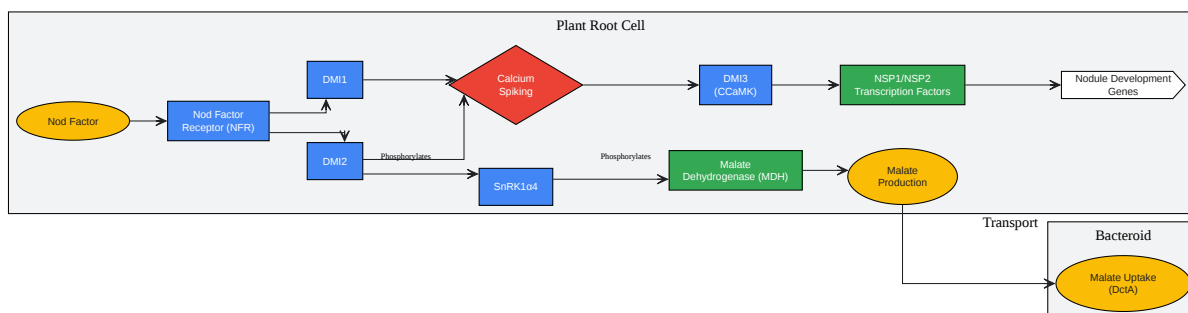 Plant Root Cell
Nod Factor
Nod Factor
Receptor (NFR)
DMI1
DMI2
Calcium
Spiking
DMI3
(CCaMK)
NSP1/NSP2
Transcription Factors
Nodule Development
Genes
Phosphorylates
SnRK1α4
Phosphorylates
Malate
Dehydrogenase (MDH)
Malate
Production
Transport
Bacteroid
Malate Uptake
(DctA)